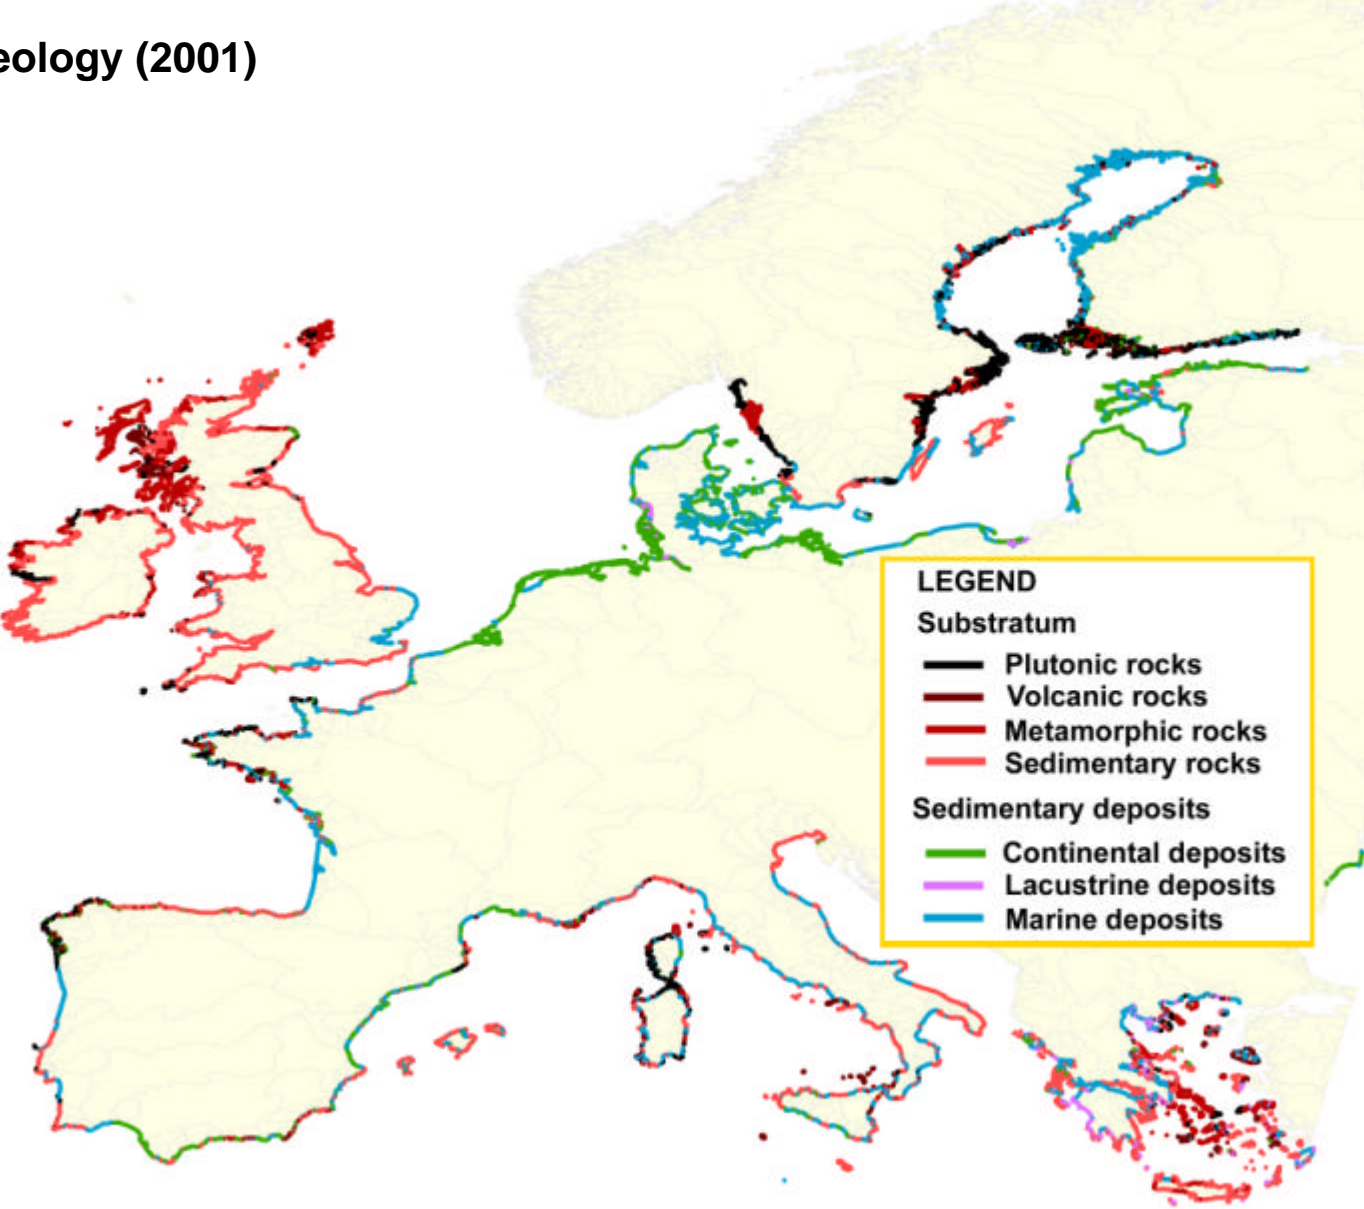 eology (2001)
LEGEND
Substratum
Plutonic rocks
Volcanic rocks
Metamorphic rocks
Sedimentary rocks
Sedimentary deposits
Continental deposits
Lacustrine deposits
Marine deposits